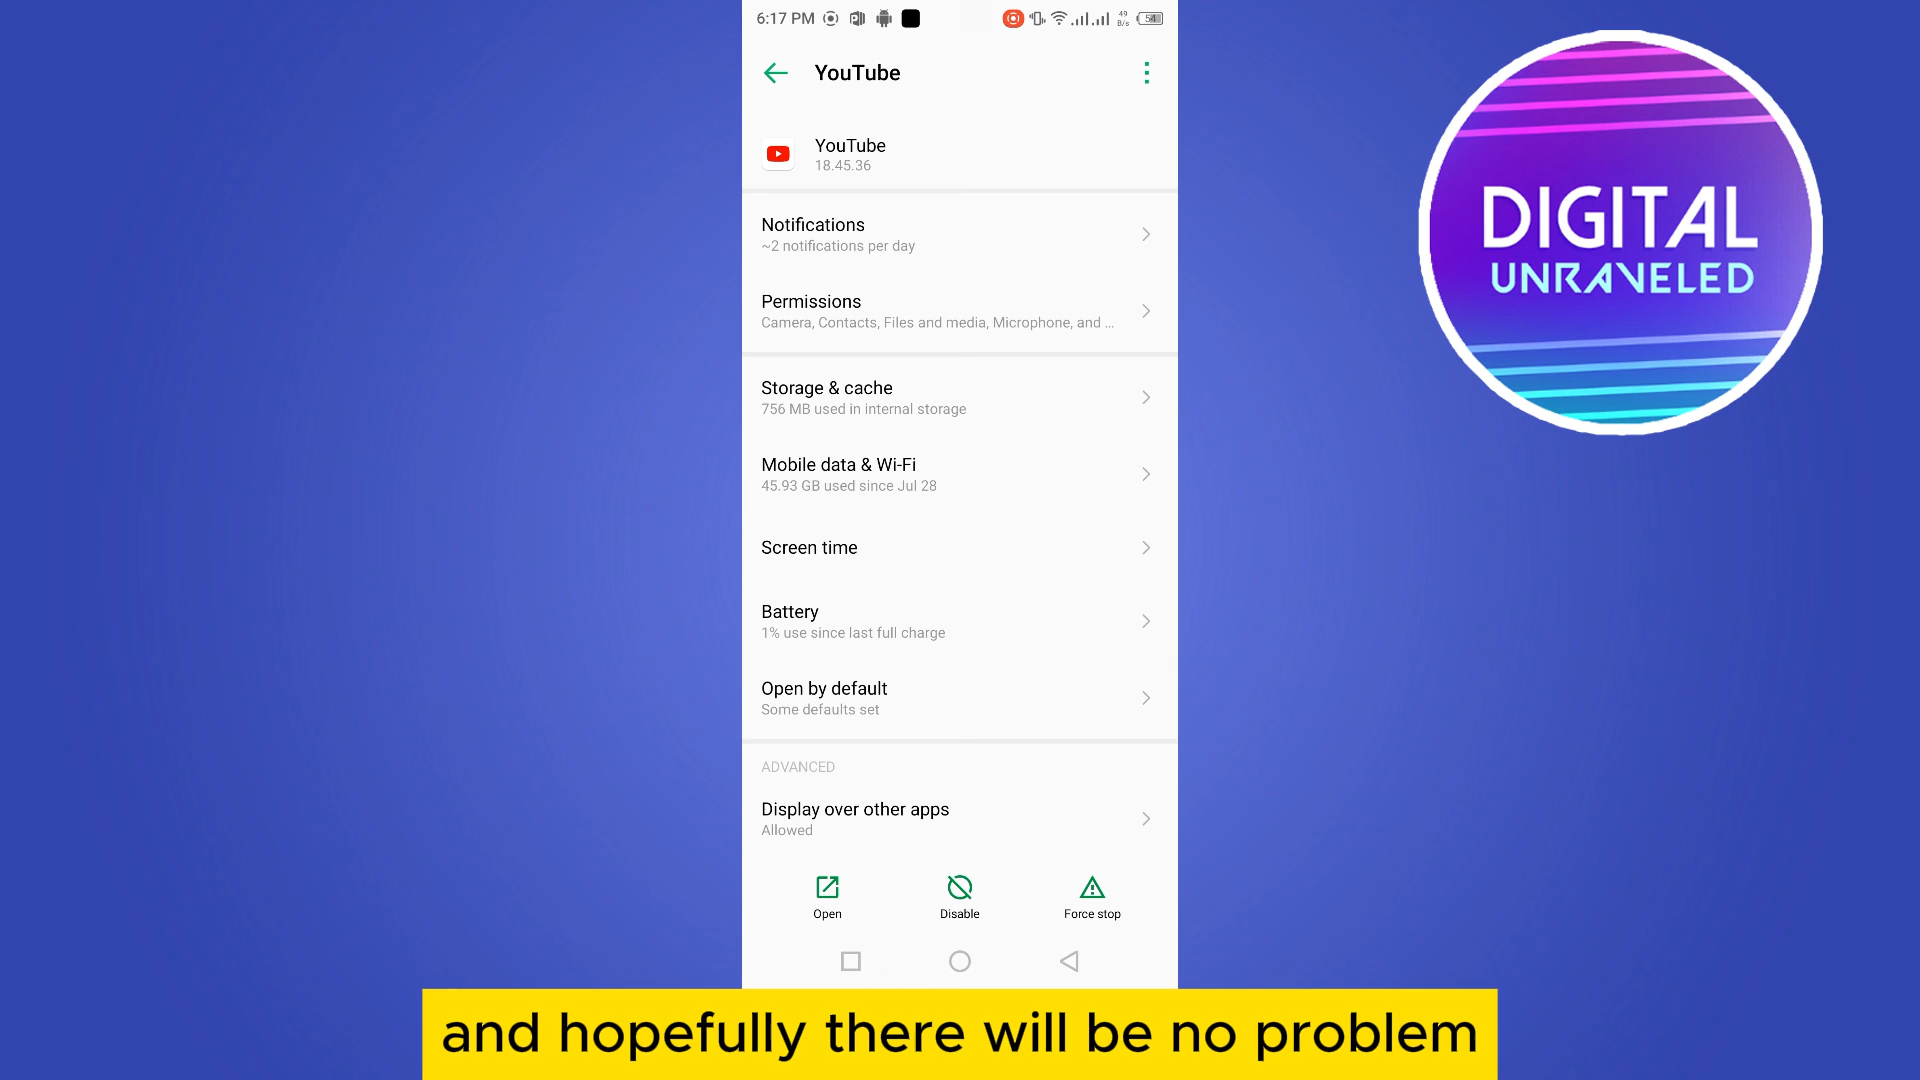 6:17 PM
49
B/s
54
YouTube
YouTube
18.45.36
Notifications
~2 notifications per day
Permissions
Camera, Contacts, Files and media, Microphone, and ...
Storage & cache
756 MB used in internal storage
Mobile data & Wi-Fi
45.93 GB used since Jul 28
Screen time
Battery
1% use since last full charge
Open by default
Some defaults set
ADVANCED
Display over other apps
Allowed
Open
Disable
Force stop
DIGITAL
UNRAVELED
and hopefully there will be no problem